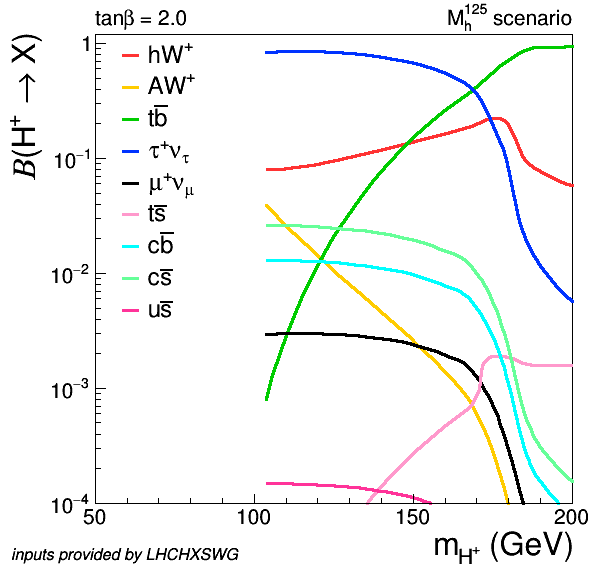 tanβ = 2.0
M_h^125 scenario
B(H⁺ → X)
hW⁺
AW⁺
tb̅
τ⁺ν_τ
μ⁺ν_μ
ts̅
cb̅
cs̅
us̅
1
10⁻¹
10⁻²
10⁻³
10⁻⁴
50 100 150 200
m_H⁺ (GeV)
inputs provided by LHCHXSWG